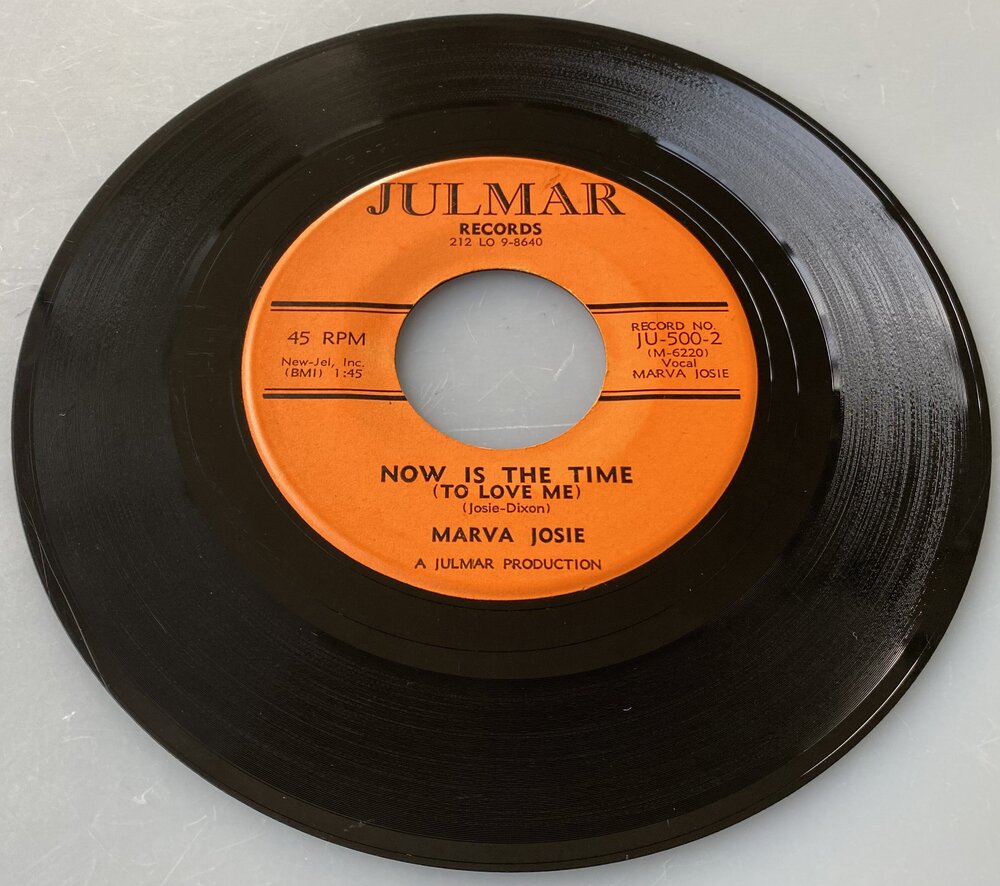 JULMAR
RECORDS
212 LO 9-8640
45 RPM
New-Jel, Inc.
(BMI) 1:45
RECORD NO.
JU-500-2
(M-6220)
Vocal
MARVA JOSIE
NOW IS THE TIME
(TO LOVE ME)
(Josie-Dixon)
MARVA JOSIE
A JULMAR PRODUCTION